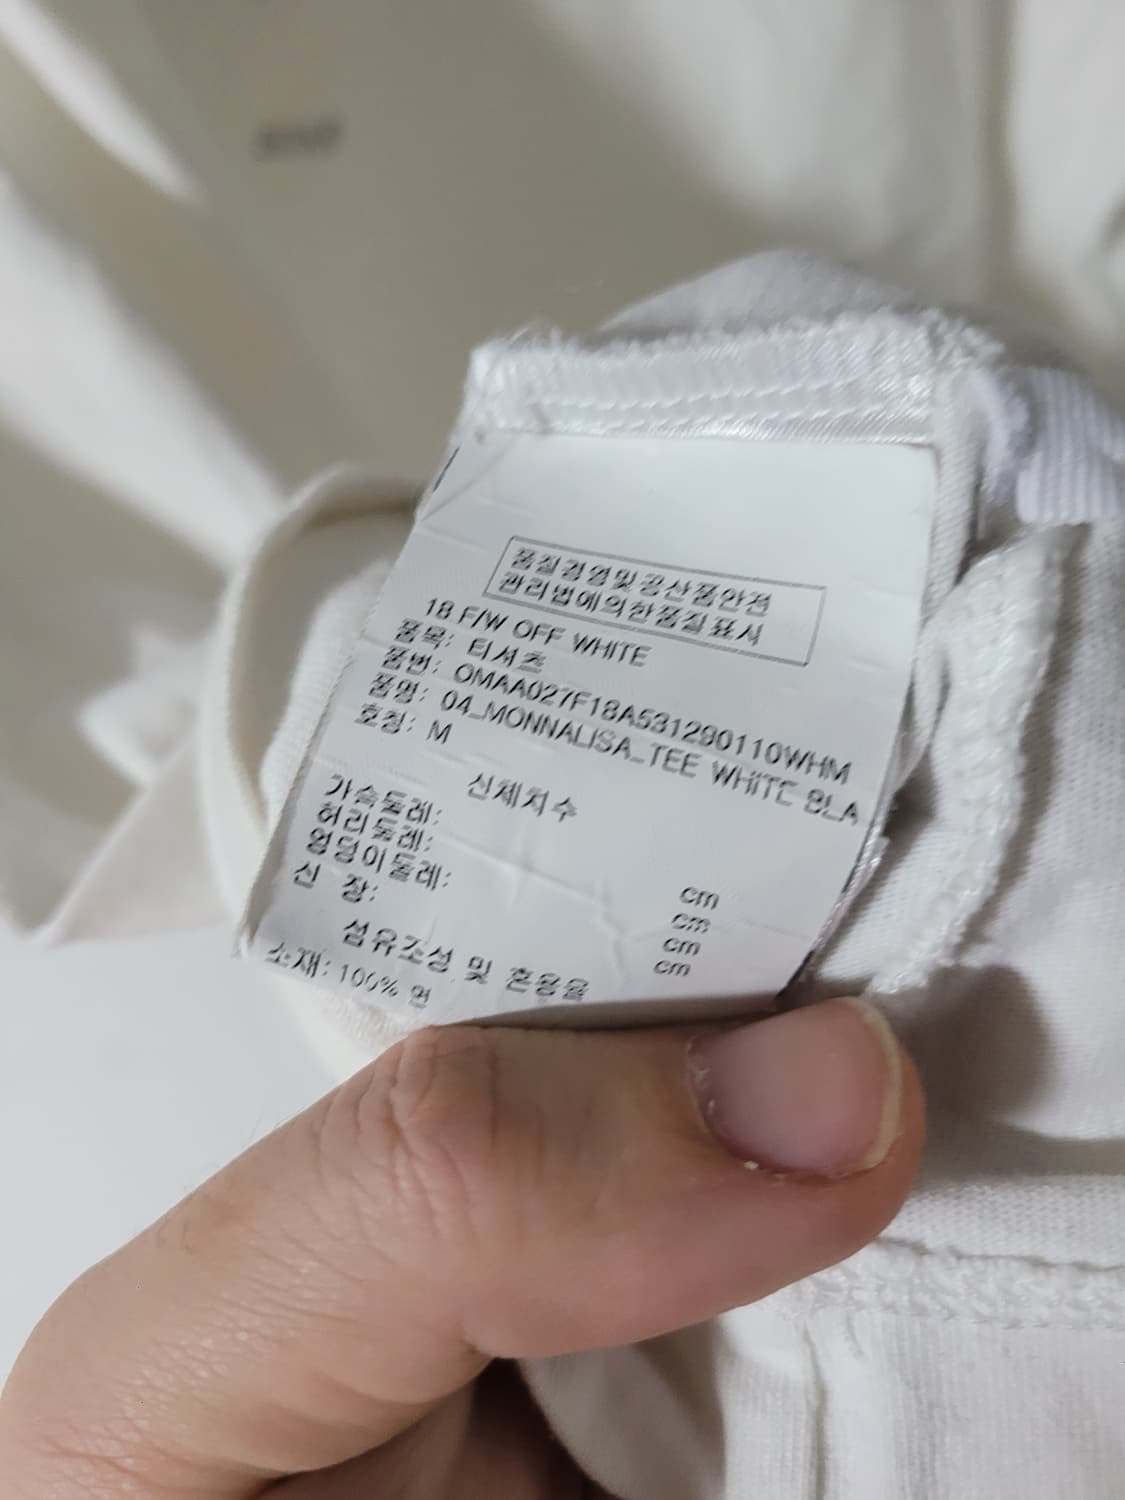 품질경영및공산품안전
관리법에의한품질표시
18 F/W OFF WHITE
품목: 티셔츠
품번: OMAA027F18A531290110WHM
품명: 04_MONNALISA_TEE WHITE BLA
호칭: M
신체치수
가슴둘레: cm
허리둘레: cm
엉덩이둘레: cm
신 장: cm
섬유조성 및 혼용율
소재: 100% 면